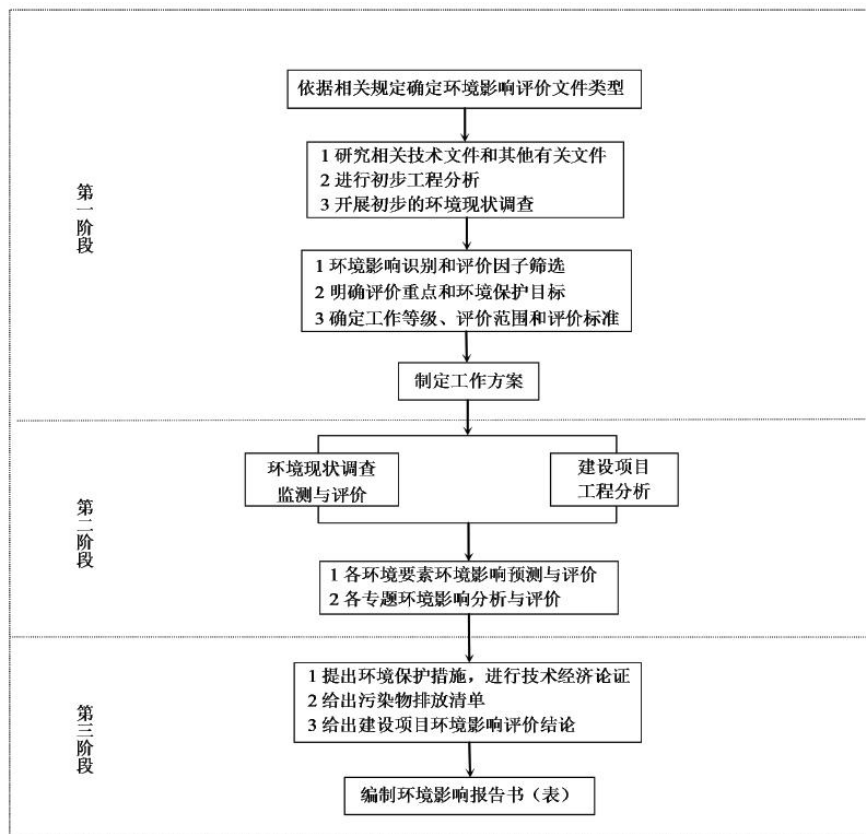 依据相关规定确定环境影响评价文件类型
1 研究相关技术文件和其他有关文件
2 进行初步工程分析
3 开展初步的环境现状调查
第一阶段
1 环境影响识别和评价因子筛选
2 明确评价重点和环境保护目标
3 确定工作等级、评价范围和评价标准
制定工作方案
环境现状调查
监测与评价
建设项目
工程分析
第二阶段
1 各环境要素环境影响预测与评价
2 各专题环境影响分析与评价
1 提出环境保护措施，进行技术经济论证
2 给出污染物排放清单
3 给出建设项目环境影响评价结论
第三阶段
编制环境影响报告书（表）